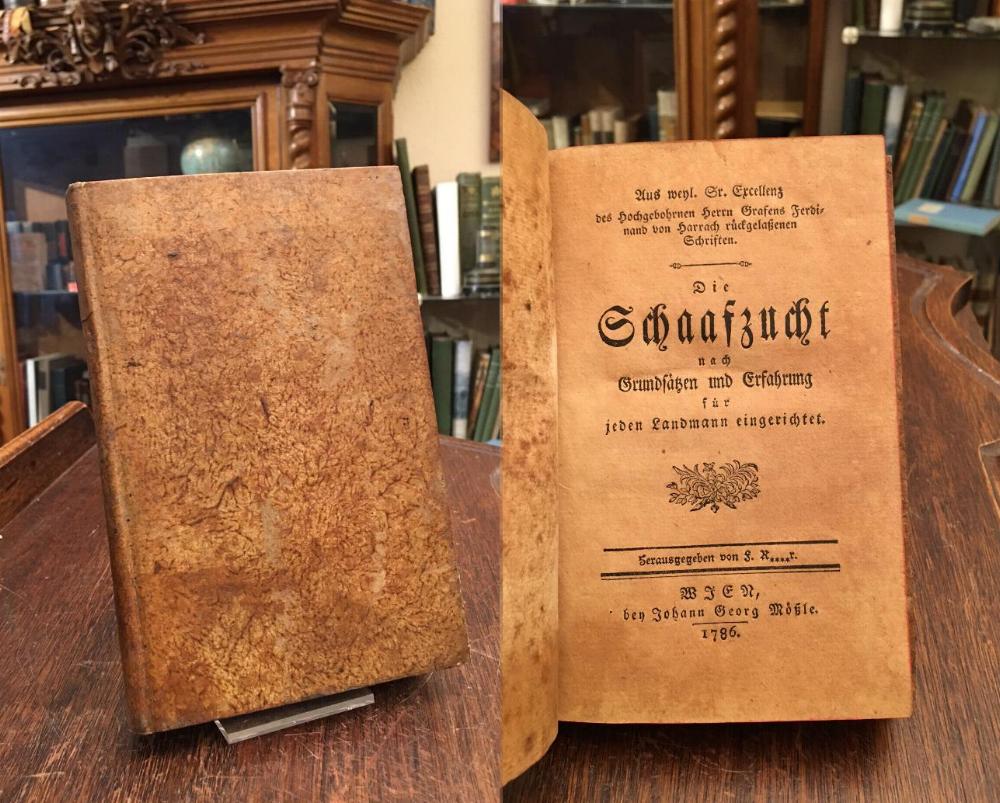 Aus weyl. Sr. Excellenz
des Hochgebohrnen Herrn Grafens Ferdi-
nand von Harrach rückgelaßenen
Schriften.
Die
Schaafzucht
nach
Grundsätzen und Erfahrung
für
jeden Landmann eingerichtet.
Herausgegeben von F. R****r.
WIEN,
bey Johann Georg Mößle.
1786.